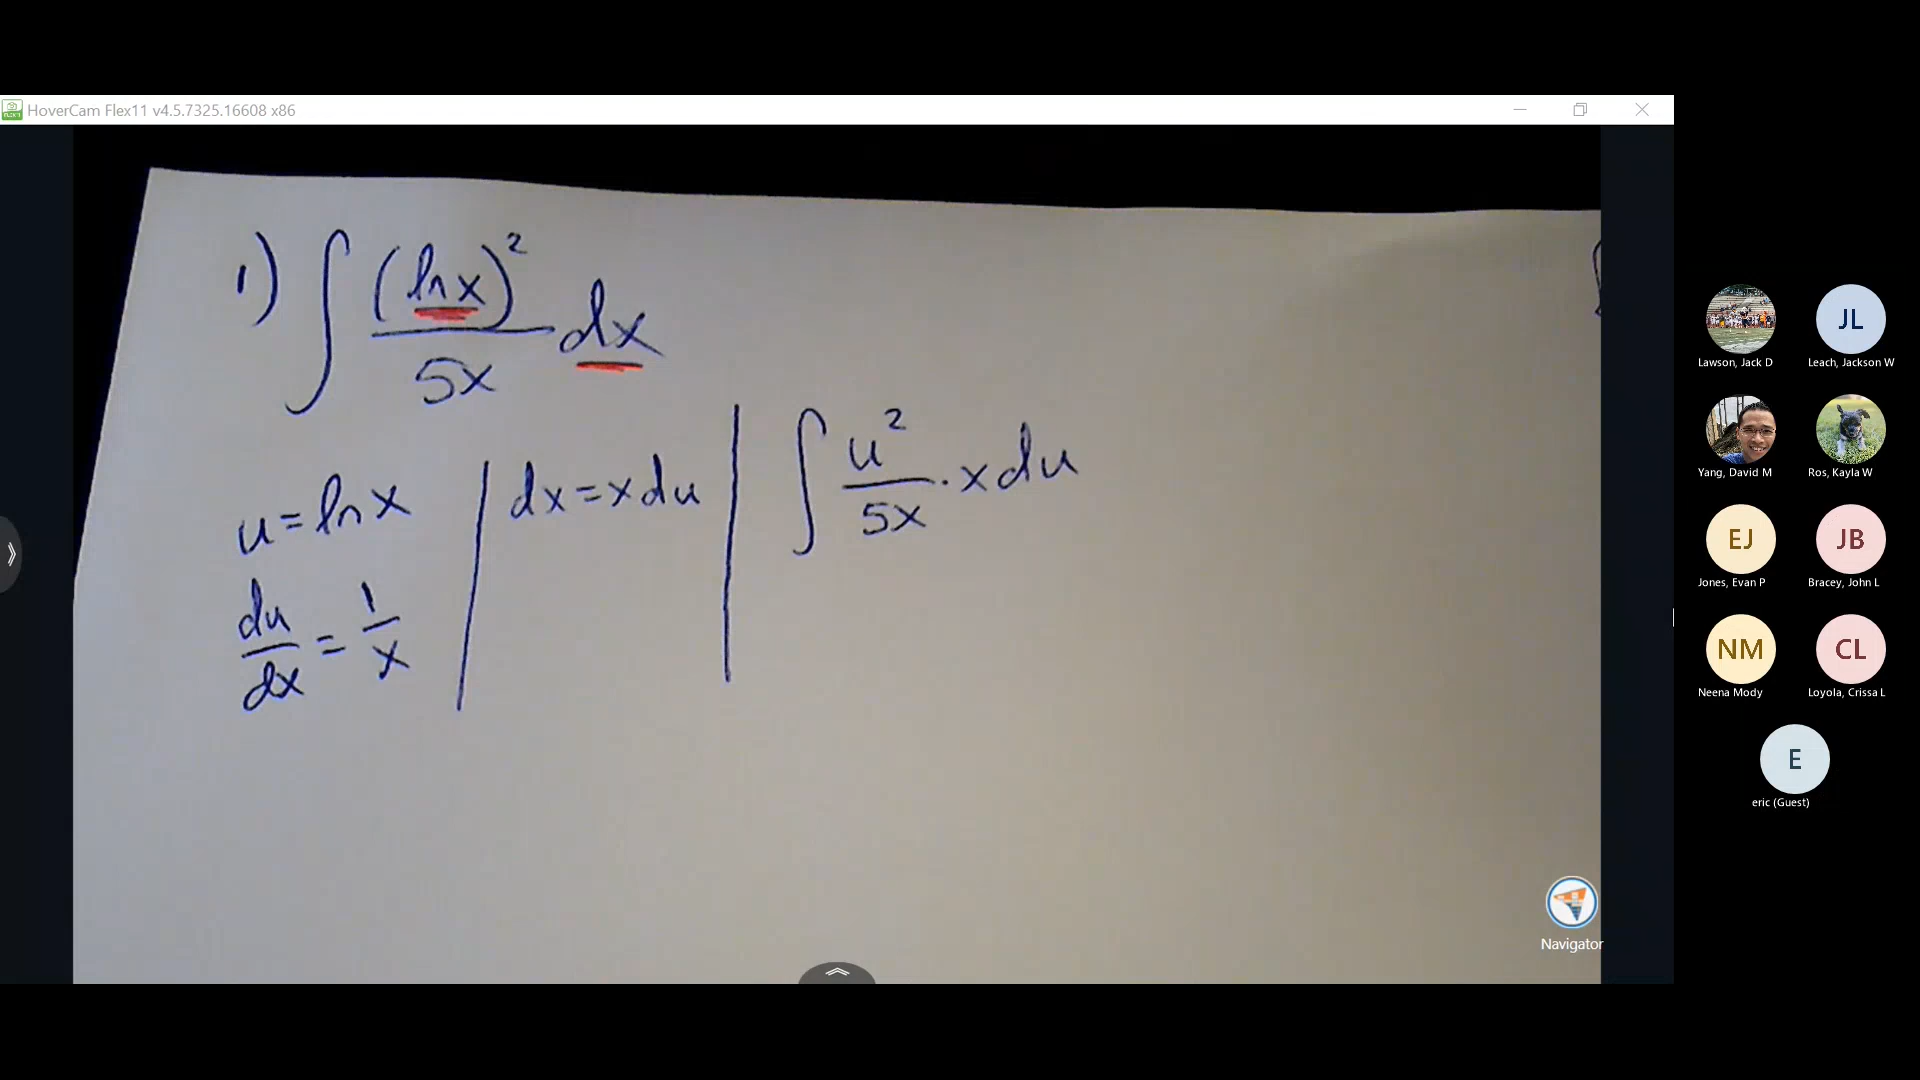 HoverCam Flex11 v4.5.7325.16608 x86
1) ∫ (ln x)² / 5x dx
u = ln x | dx = x du | ∫ u² / 5x · x du
du/dx = 1/x
JL
Lawson, Jack D
Leach, Jackson W
Yang, David M
Ros, Kayla W
EJ
JB
Jones, Evan P
Bracey, John L
NM
CL
Neena Mody
Loyola, Crissa L
E
eric (Guest)
Navigator